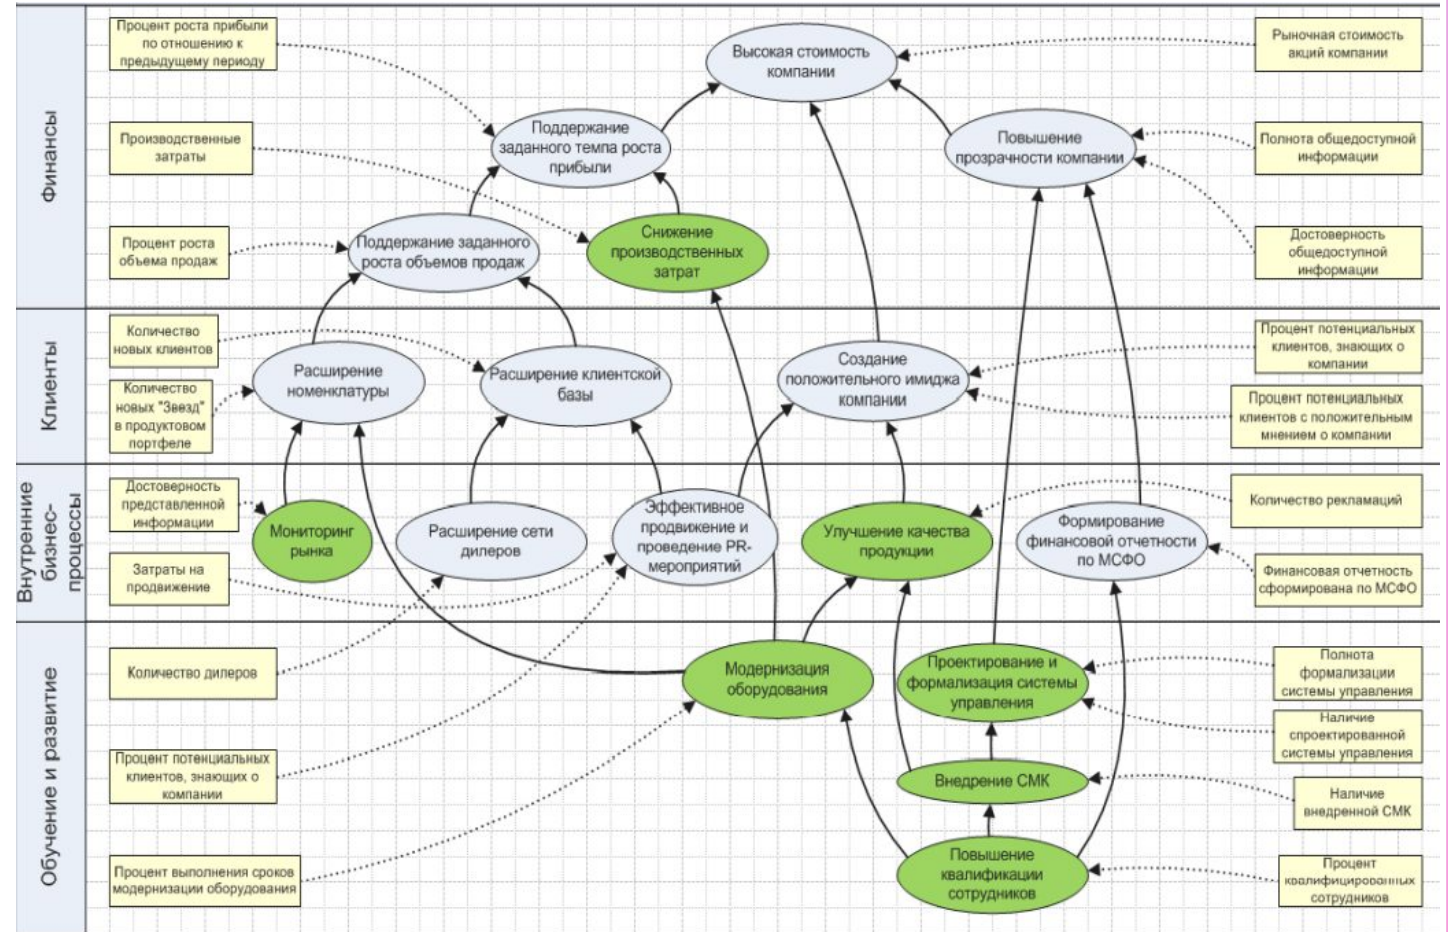 Финансы
Процент роста прибыли
по отношению к
предыдущему периоду
Высокая стоимость
компании
Рыночная стоимость
акций компании
Производственные
затраты
Поддержание
заданного темпа роста
прибыли
Повышение
прозрачности компании
Полнота общедоступной
информации
Процент роста
объема продаж
Поддержание заданного
роста объемов продаж
Снижение
производственных
затрат
Достоверность
общедоступной
информации
Клиенты
Количество
новых клиентов
Количество
новых "Звезд"
в продуктовом
портфеле
Расширение
номенклатуры
Расширение клиентской
базы
Создание
положительного имиджа
компании
Процент потенциальных
клиентов, знающих о
компании
Процент потенциальных
клиентов с положительным
мнением о компании
Внутренние
бизнес-
процессы
Достоверность
представленной
информации
Мониторинг
рынка
Расширение сети
дилеров
Эффективное
продвижение и
проведение PR-
мероприятий
Улучшение качества
продукции
Формирование
финансовой отчетности
по МСФО
Количество рекламаций
Затраты на
продвижение
Финансовая отчетность
сформирована по МСФО
Обучение и развитие
Количество дилеров
Модернизация
оборудования
Проектирование и
формализация системы
управления
Полнота
формализации
системы управления
Наличие
спроектированной
системы управления
Процент потенциальных
клиентов, знающих о
компании
Внедрение СМК
Наличие
внедренной СМК
Процент выполнения сроков
модернизации оборудования
Повышение
квалификации
сотрудников
Процент
квалифицированных
сотрудников